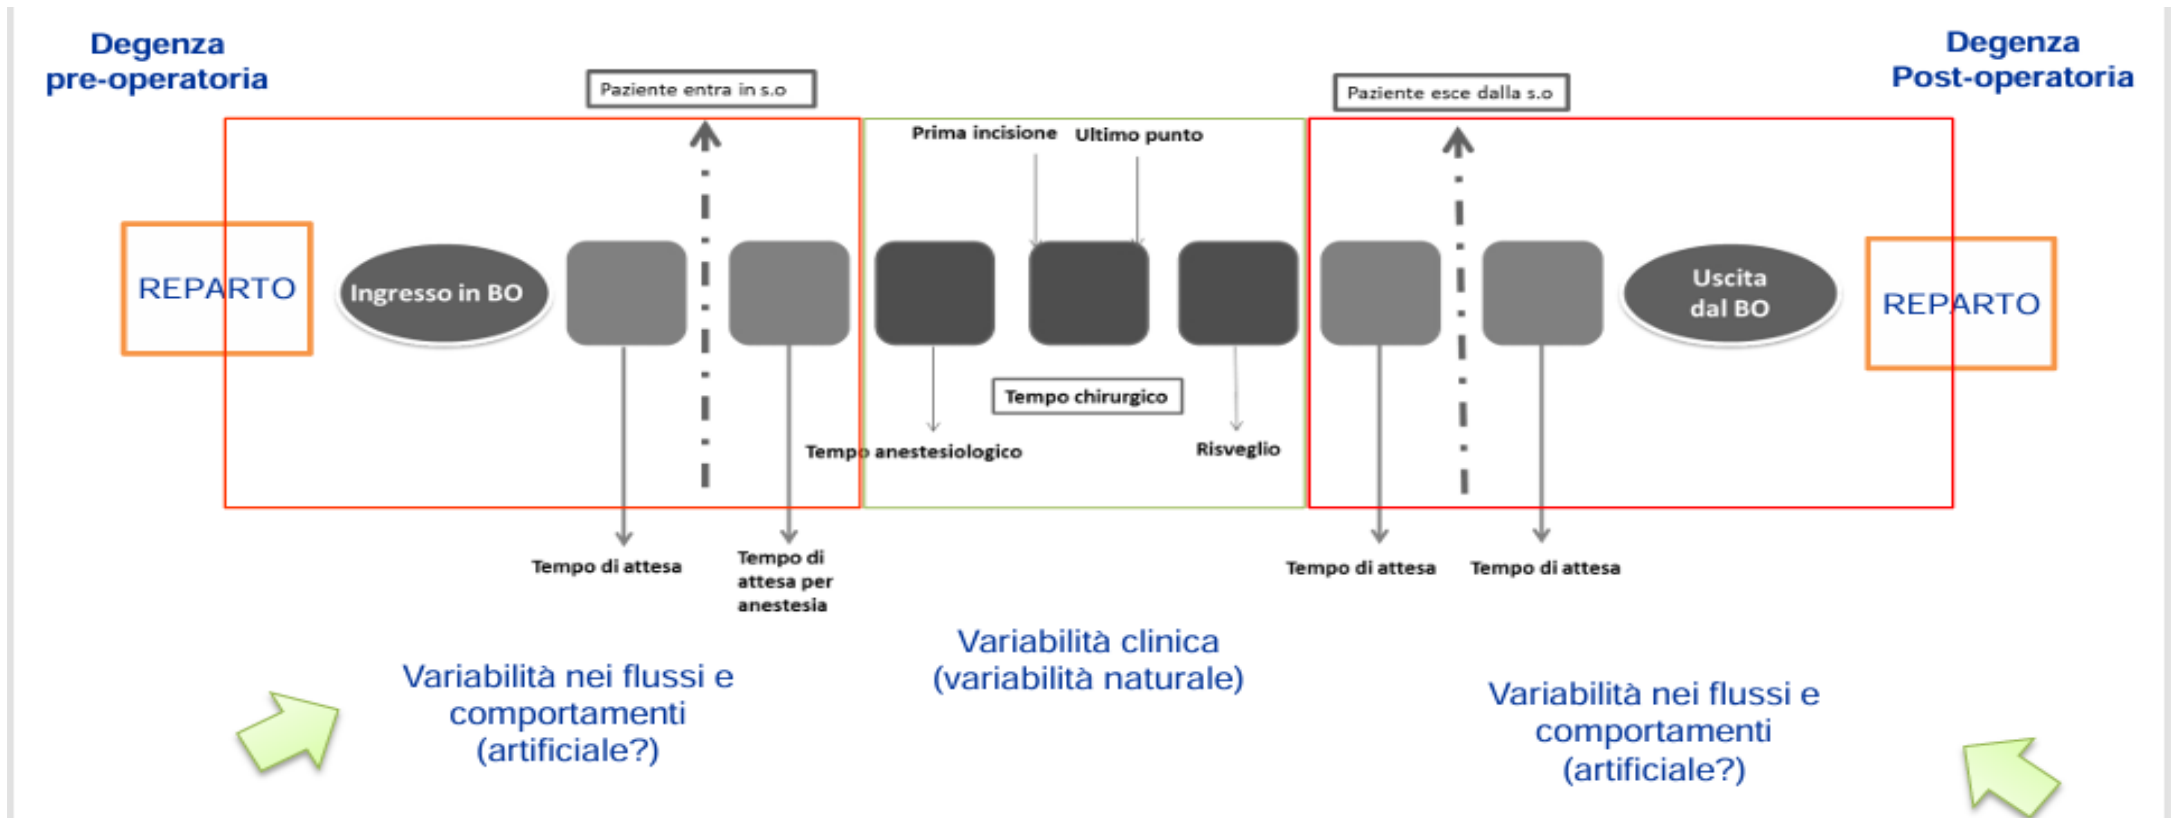 Degenza
pre-operatoria
Degenza
Post-operatoria
Paziente entra in s.o
Paziente esce dalla s.o
Prima incisione
Ultimo punto
REPARTO
Ingresso in BO
Uscita
dal BO
REPARTO
Tempo chirurgico
Tempo anestesiologico
Risveglio
Tempo di attesa
Tempo di
attesa per
anestesia
Tempo di attesa
Tempo di attesa
Variabilità nei flussi e
comportamenti
(artificiale?)
Variabilità clinica
(variabilità naturale)
Variabilità nei flussi e
comportamenti
(artificiale?)